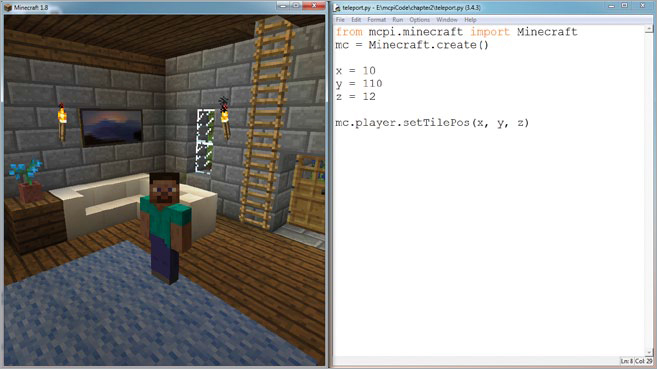 Minecraft 1.8
teleport.py - E:\mcpiCode\chapter2\teleport.py (3.4.3)
File Edit Format Run Options Windows Help
from mcpi.minecraft import Minecraft
mc = Minecraft.create()
x = 10
y = 110
z = 12
mc.player.setTilePos(x, y, z)
Ln: 8 Col: 29